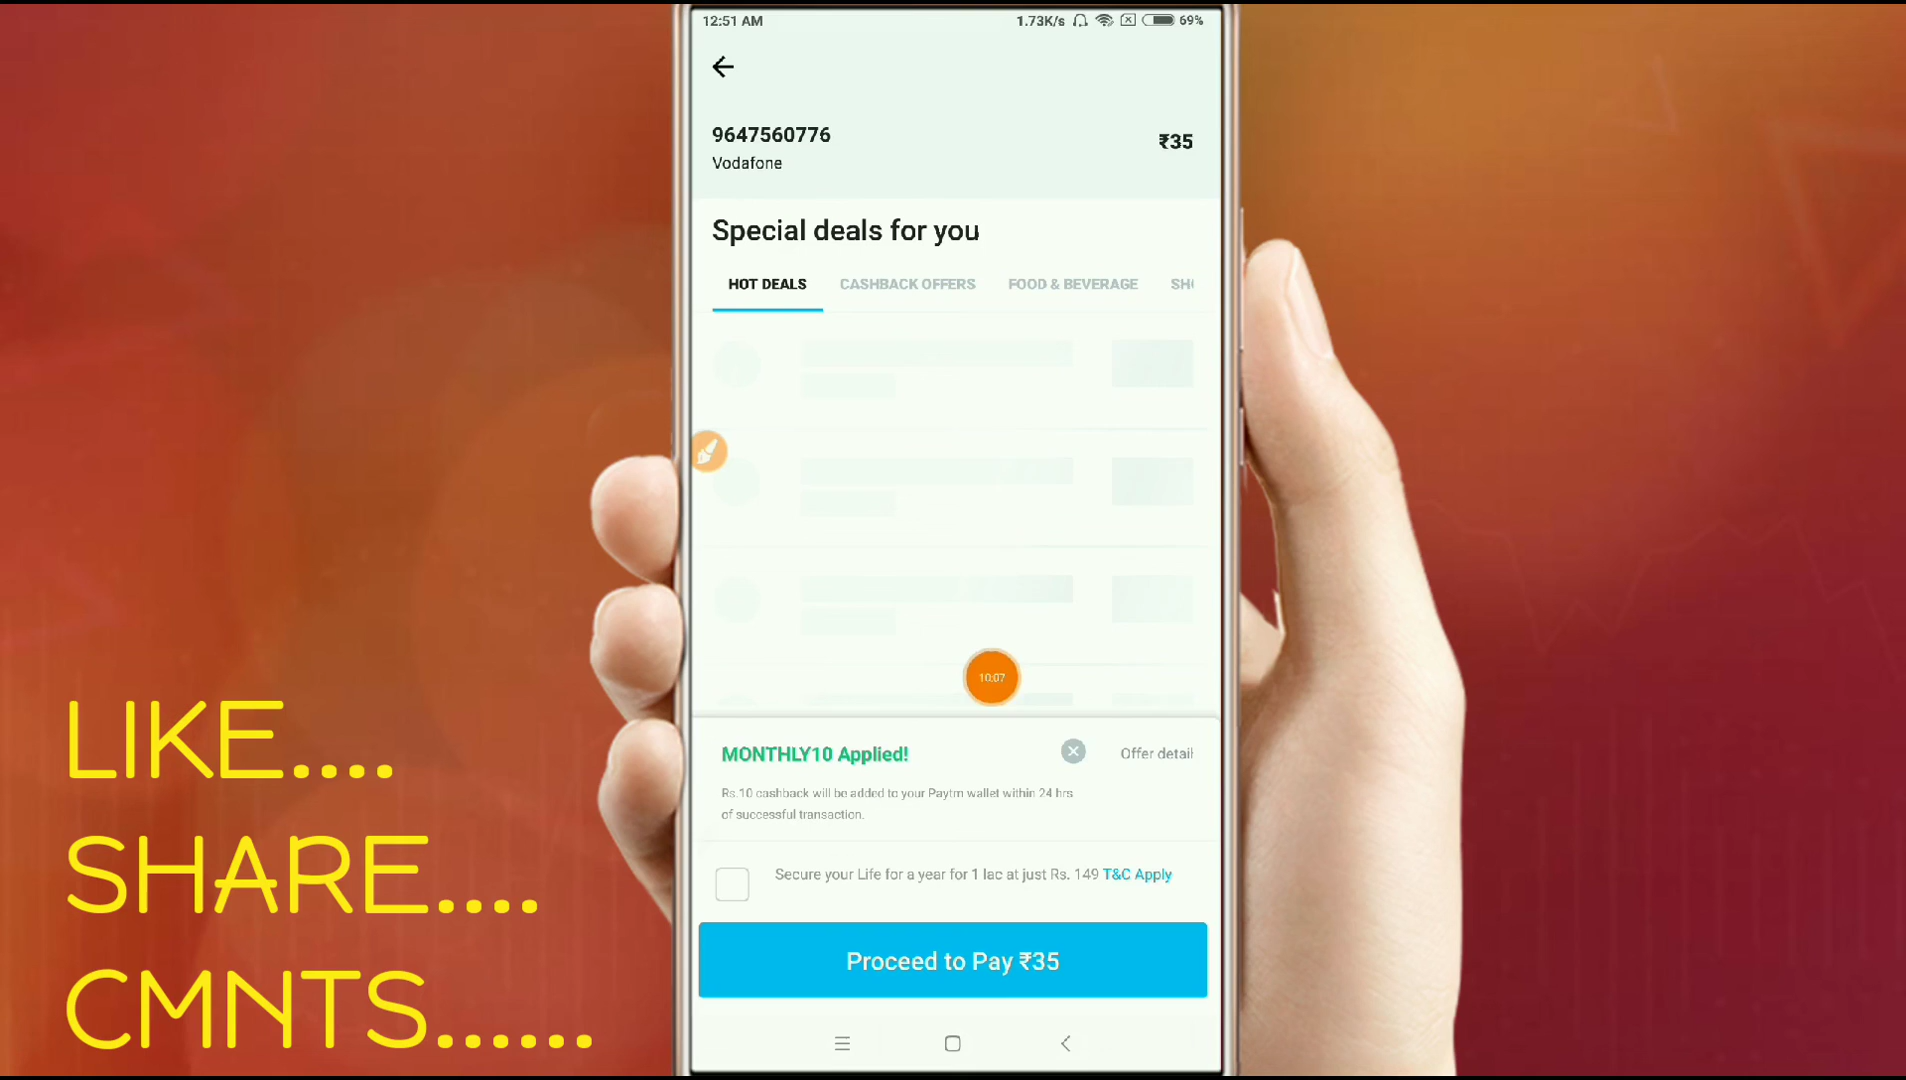 12:51 AM 1.73K/s 69%
9647560776 ₹35
Vodafone
Special deals for you
HOT DEALS CASHBACK OFFERS FOOD & BEVERAGE SH
10:07
MONTHLY10 Applied! Offer detail
Rs.10 cashback will be added to your Paytm wallet within 24 hrs
of successful transaction.
Secure your Life for a year for 1 lac at just Rs. 149 T&C Apply
Proceed to Pay ₹35
LIKE....
SHARE....
CMNTS......